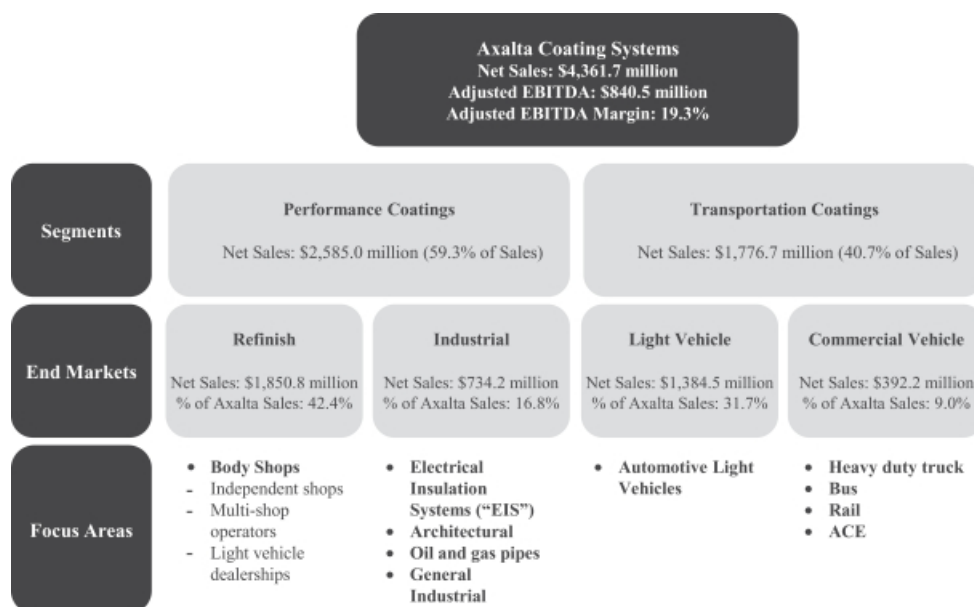 Axalta Coating Systems
Net Sales: $4,361.7 million
Adjusted EBITDA: $840.5 million
Adjusted EBITDA Margin: 19.3%
Segments
Performance Coatings
Net Sales: $2,585.0 million (59.3% of Sales)
Transportation Coatings
Net Sales: $1,776.7 million (40.7% of Sales)
End Markets
Refinish
Net Sales: $1,850.8 million
% of Axalta Sales: 42.4%
Industrial
Net Sales: $734.2 million
% of Axalta Sales: 16.8%
Light Vehicle
Net Sales: $1,384.5 million
% of Axalta Sales: 31.7%
Commercial Vehicle
Net Sales: $392.2 million
% of Axalta Sales: 9.0%
Focus Areas
• Body Shops
- Independent shops
- Multi-shop
operators
- Light vehicle
dealerships
• Electrical
Insulation
Systems (“EIS”)
• Architectural
• Oil and gas pipes
• General
Industrial
• Automotive Light
Vehicles
• Heavy duty truck
• Bus
• Rail
• ACE